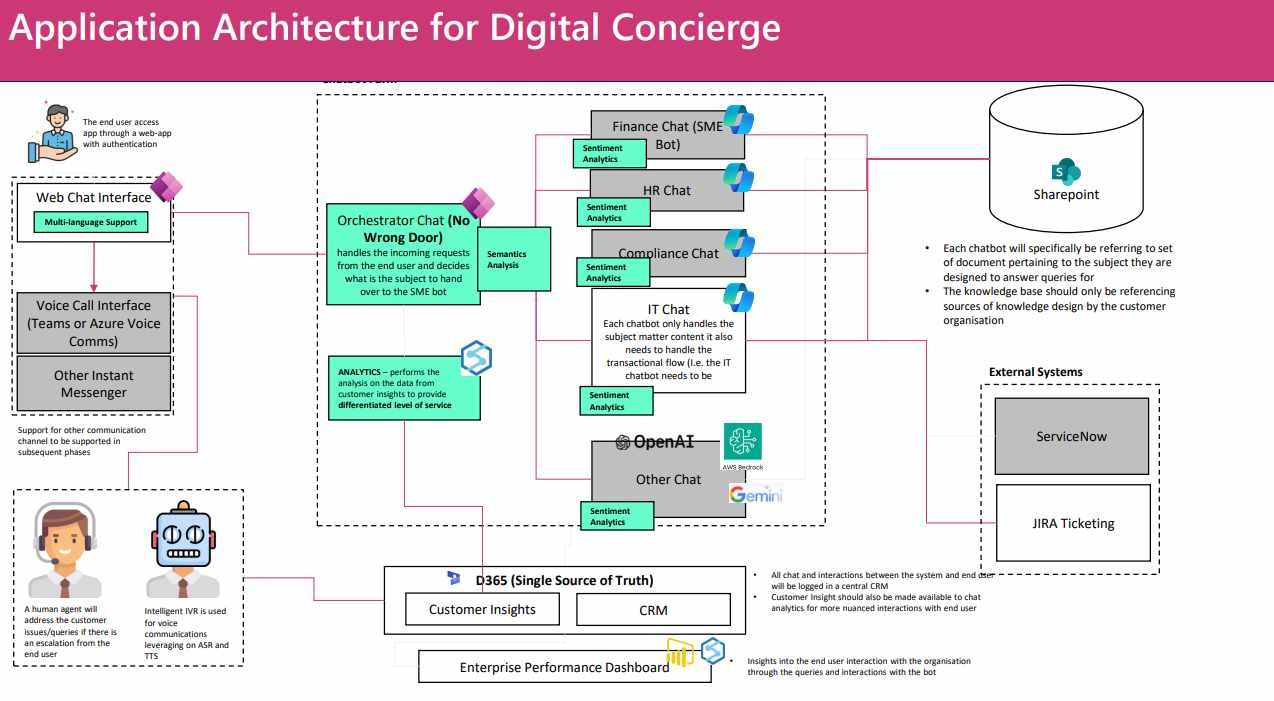 Application Architecture for Digital Concierge
The end user access
app through a web-app
with authentication
Web Chat Interface
Multi-language Support
Voice Call Interface
(Teams or Azure Voice
Comms)
Other Instant
Messenger
Support for other communication
channel to be supported in
subsequent phases
A human agent will
address the customer
issues/queries if there is
an escalation from the
end user
Intelligent IVR is used
for voice
communications
leveraging on ASR and
TTS
Orchestrator Chat (No
Wrong Door)
handles the incoming requests
from the end user and decides
what is the subject to hand
over to the SME bot
Semantics
Analysis
ANALYTICS – performs the
analysis on the data from
customer insights to provide
differentiated level of service
Finance Chat (SME
Bot)
Sentiment
Analytics
HR Chat
Sentiment
Analytics
Compliance Chat
Sentiment
Analytics
IT Chat
Each chatbot only handles the
subject matter content it also
needs to handle the
transactional flow (I.e. the IT
chatbot needs to be
Sentiment
Analytics
OpenAI
AWS Bedrock
Other Chat
Gemini
Sentiment
Analytics
S
Sharepoint
• Each chatbot will specifically be referring to set
of document pertaining to the subject they are
designed to answer queries for
• The knowledge base should only be referencing
sources of knowledge design by the customer
organisation
External Systems
ServiceNow
JIRA Ticketing
D365 (Single Source of Truth)
Customer Insights
CRM
• All chat and interactions between the system and end user
will be logged in a central CRM
• Customer Insight should also be made available to chat
analytics for more nuanced interactions with end user
Enterprise Performance Dashboard
• Insights into the end user interaction with the organisation
through the queries and interactions with the bot